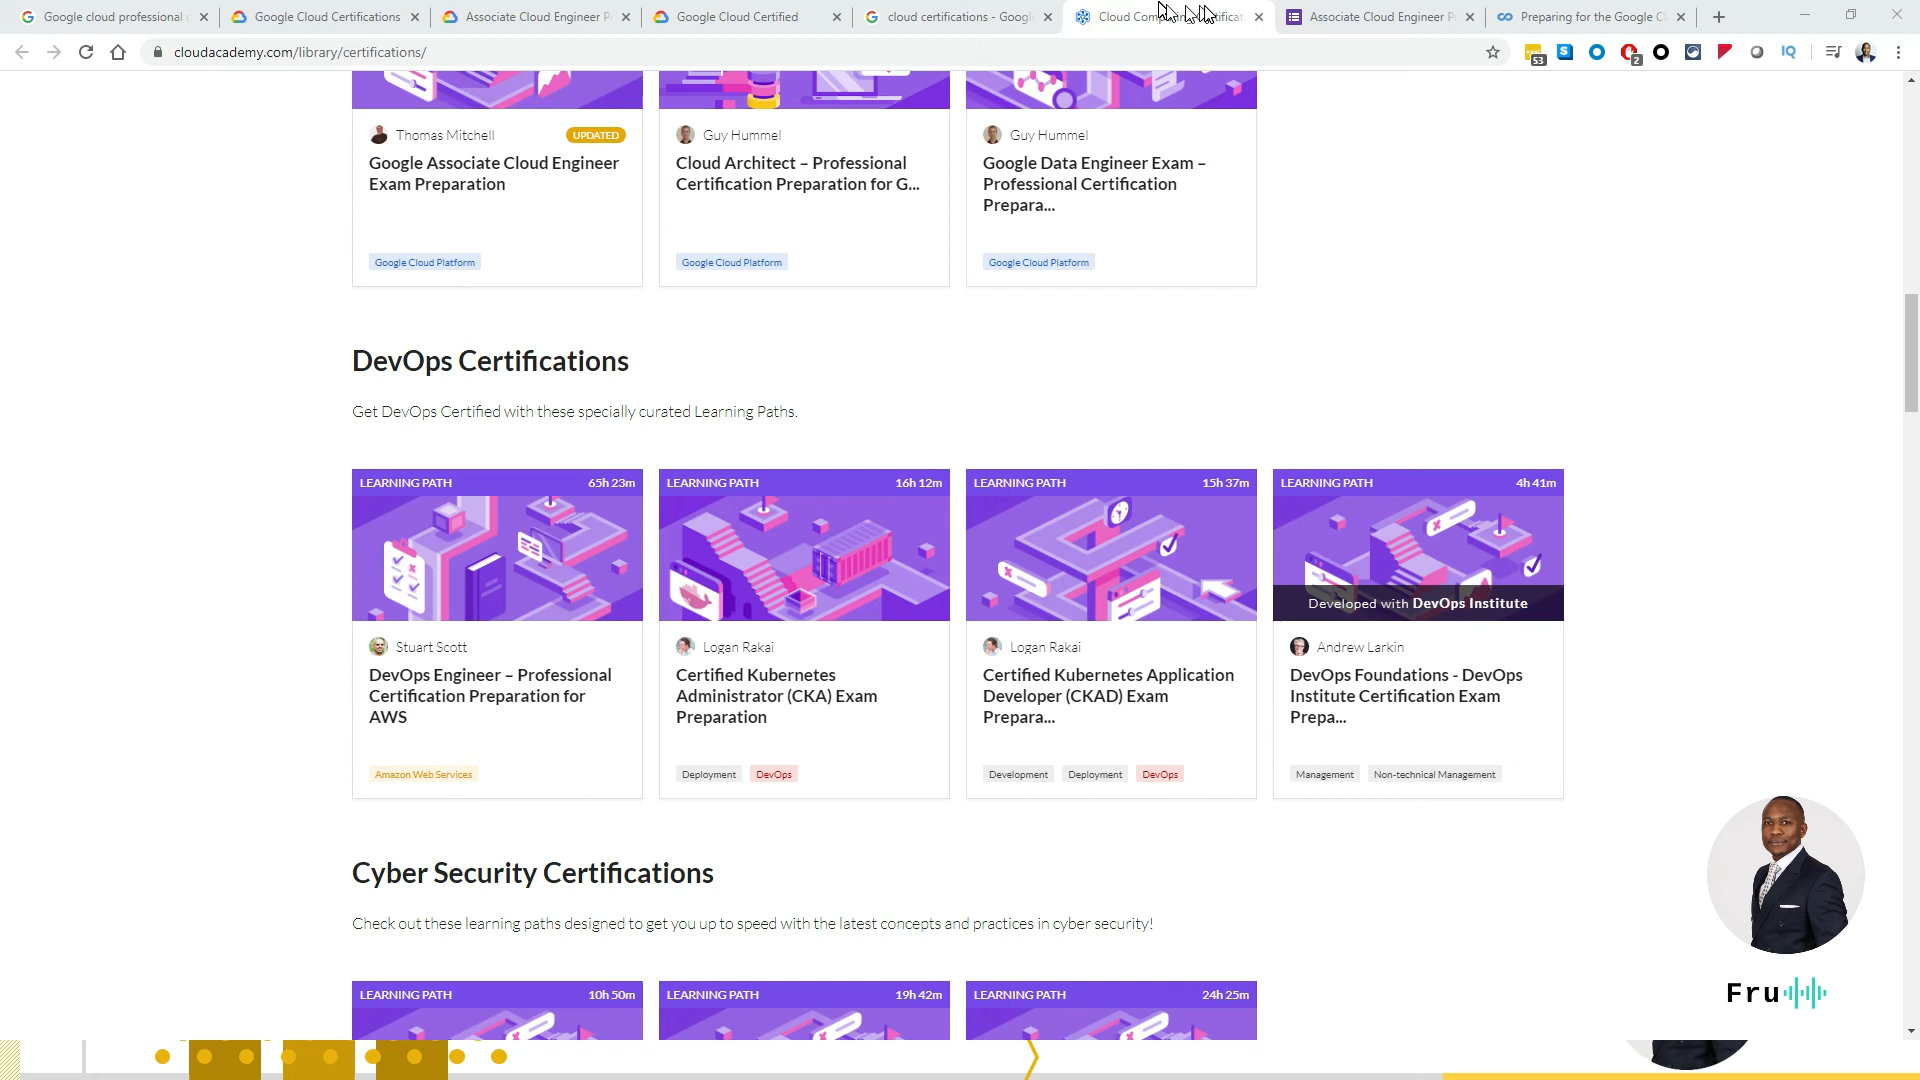 Google cloud professional c
Google Cloud Certifications
Associate Cloud Engineer P
Google Cloud Certified
cloud certifications - Googl
Associate Cloud Engineer P
Preparing for the Google C
cloudacademy.com/library/certifications/
53
2
IQ
Thomas Mitchell
UPDATED
Google Associate Cloud Engineer
Exam Preparation
Google Cloud Platform
Guy Hummel
Cloud Architect – Professional
Certification Preparation for G...
Google Cloud Platform
Guy Hummel
Google Data Engineer Exam –
Professional Certification
Prepara...
Google Cloud Platform
DevOps Certifications
Get DevOps Certified with these specially curated Learning Paths.
LEARNING PATH 65h 23m
Stuart Scott
DevOps Engineer – Professional
Certification Preparation for
AWS
Amazon Web Services
LEARNING PATH 16h 12m
Logan Rakai
Certified Kubernetes
Administrator (CKA) Exam
Preparation
Deployment DevOps
LEARNING PATH 15h 37m
Logan Rakai
Certified Kubernetes Application
Developer (CKAD) Exam
Prepara...
Development Deployment DevOps
LEARNING PATH 4h 41m
Developed with DevOps Institute
Andrew Larkin
DevOps Foundations - DevOps
Institute Certification Exam
Prepa...
Management Non-technical Management
Cyber Security Certifications
Check out these learning paths designed to get you up to speed with the latest concepts and practices in cyber security!
LEARNING PATH 10h 50m
LEARNING PATH 19h 42m
LEARNING PATH 24h 25m
Fru